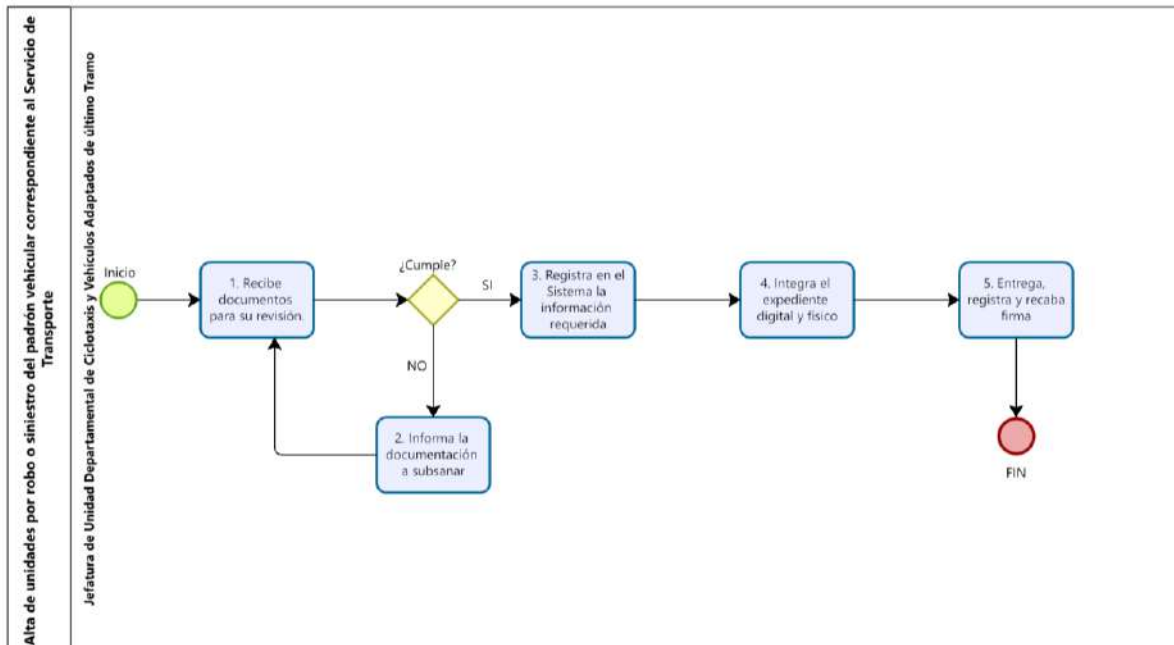 Alta de unidades por robo o siniestro del padrón vehicular correspondiente al Servicio de
Transporte
Jefatura de Unidad Departamental de Ciclotaxis y Vehículos Adaptados de último Tramo
Inicio
1. Recibe
documentos
para su revisión.
¿Cumple?
SI
NO
2. Informa la
documentación
a subsanar
3. Registra en el
Sistema la
información
requerida
4. Integra el
expediente
digital y físico
5. Entrega,
registra y recaba
firma
FIN